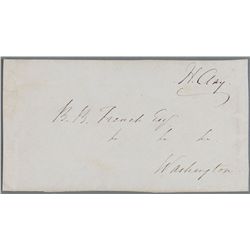 H. Clay
B. B. French Esq
&c &c &c
Washington